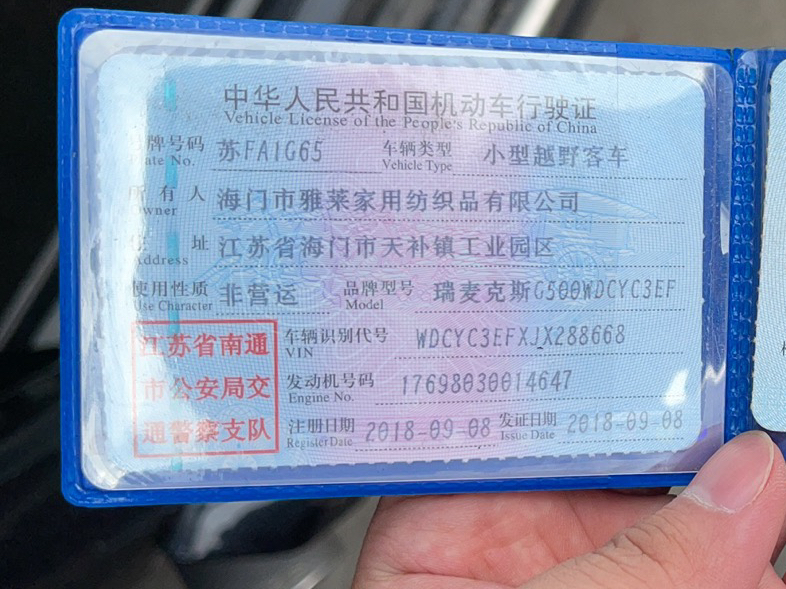 中华人民共和国机动车行驶证
Vehicle License of the People's Republic of China
号牌号码 苏FA1G65 车辆类型 小型越野客车
Plate No. Vehicle Type
所有人 海门市雅莱家用纺织品有限公司
Owner
住址 江苏省海门市天补镇工业园区
Address
使用性质 非营运 品牌型号 瑞麦克斯G500WDCYC3EF
Use Character Model
江苏省南通
市公安局交
通警察支队
车辆识别代号 WDCYC3EFXJX288668
VIN
发动机号码 17698030014647
Engine No.
注册日期 2018-09-08 发证日期 2018-09-08
Register Date Issue Date